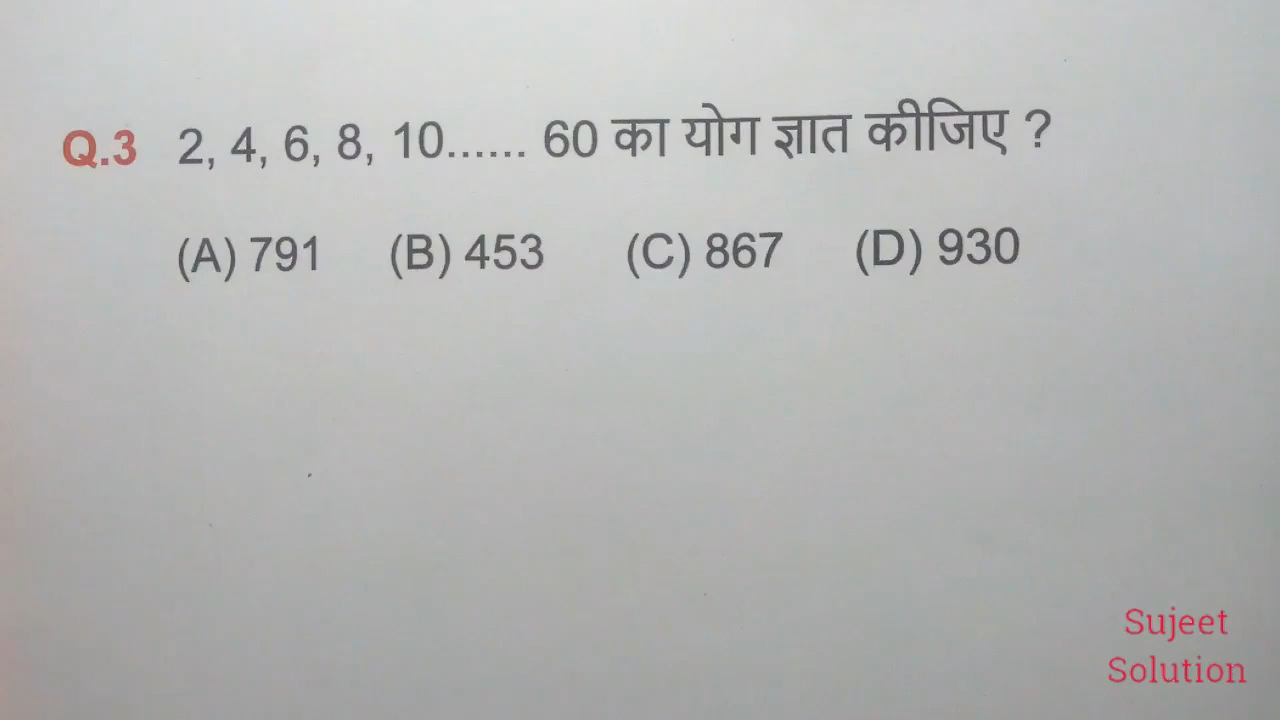 Q.3 2, 4, 6, 8, 10...... 60 का योग ज्ञात कीजिए ?
(A) 791 (B) 453 (C) 867 (D) 930
Sujeet
Solution